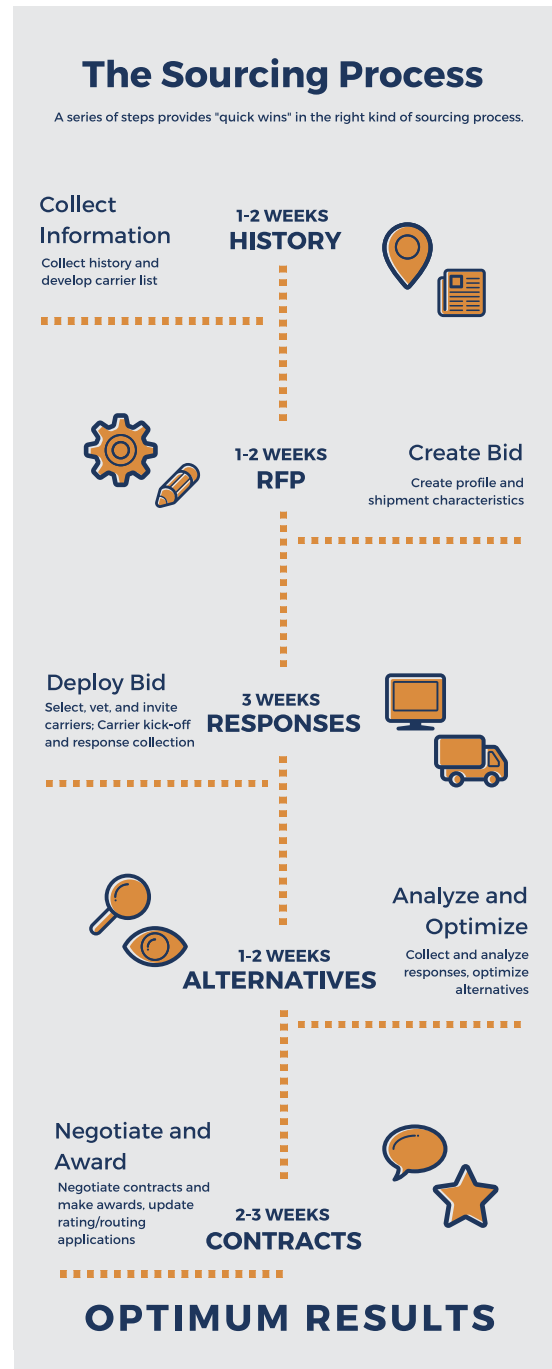 The Sourcing Process
A series of steps provides "quick wins" in the right kind of sourcing process.
Collect
Information
Collect history and
develop carrier list
1-2 WEEKS
HISTORY
1-2 WEEKS
RFP
Create Bid
Create profile and
shipment characteristics
Deploy Bid
Select, vet, and invite
carriers; Carrier kick-off
and response collection
3 WEEKS
RESPONSES
1-2 WEEKS
ALTERNATIVES
Analyze and
Optimize
Collect and analyze
responses, optimize
alternatives
Negotiate and
Award
Negotiate contracts and
make awards, update
rating/routing
applications
2-3 WEEKS
CONTRACTS
OPTIMUM RESULTS